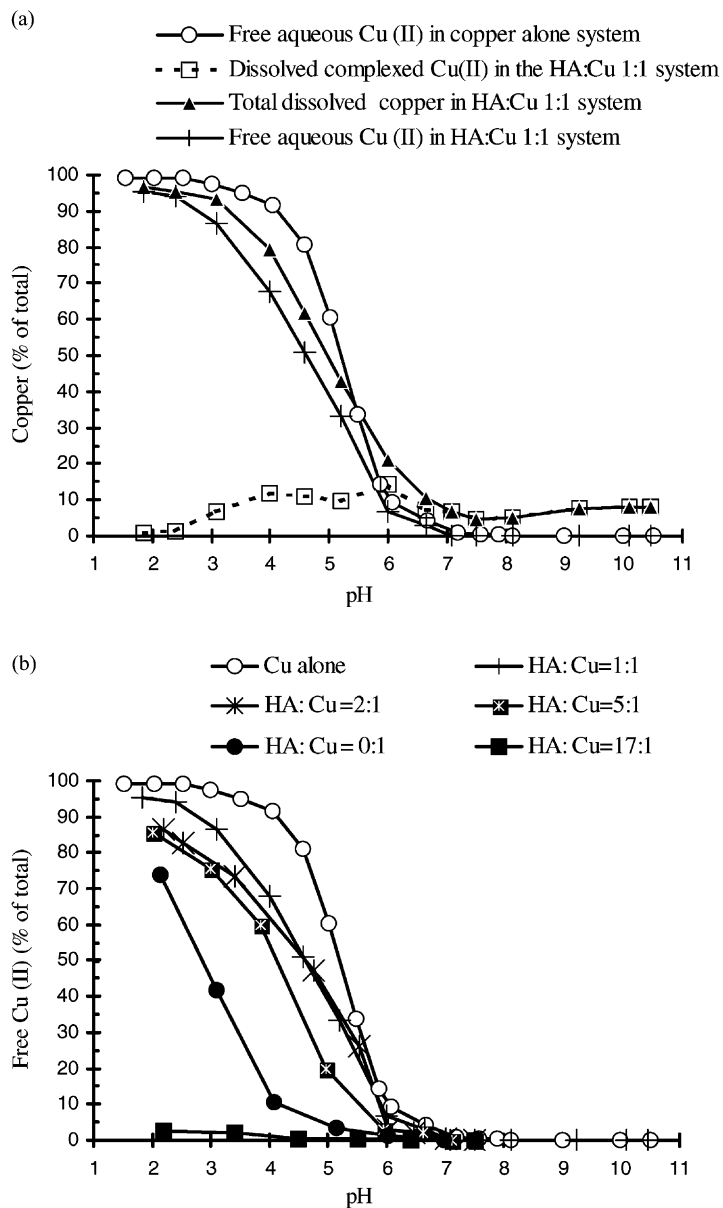 (a)
Free aqueous Cu (II) in copper alone system
Dissolved complexed Cu(II) in the HA:Cu 1:1 system
Total dissolved copper in HA:Cu 1:1 system
Free aqueous Cu (II) in HA:Cu 1:1 system
100
90
80
70
60
50
40
30
20
10
0
Copper (% of total)
1 2 3 4 5 6 7 8 9 10 11
pH
(b)
Cu alone
HA: Cu=1:1
HA: Cu=2:1
HA: Cu=5:1
HA: Cu= 0:1
HA: Cu=17:1
100
90
80
70
60
50
40
30
20
10
0
Free Cu (II) (% of total)
1 2 3 4 5 6 7 8 9 10 11
pH